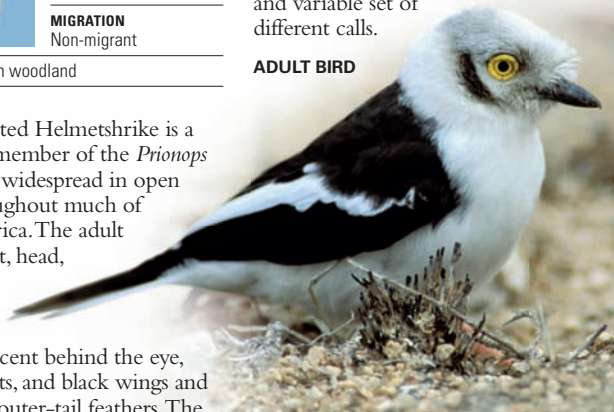 MIGRATION
Non-migrant
woodland
and variable set of
different calls.
ADULT BIRD
ted Helmetshrike is a
member of the Prionops
widespread in open
ughout much of
rica. The adult
t, head,
cent behind the eye,
ts, and black wings and
outer-tail feathers. The